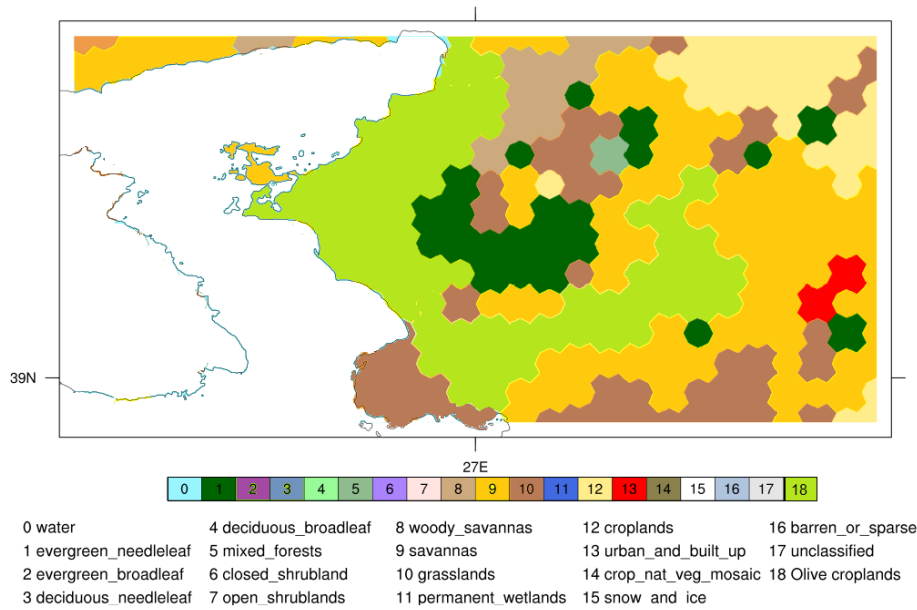 39N
27E
0 1 2 3 4 5 6 7 8 9 10 11 12 13 14 15 16 17 18
0 water 4 deciduous_broadleaf 8 woody_savannas 12 croplands 16 barren_or_sparse
1 evergreen_needleleaf 5 mixed_forests 9 savannas 13 urban_and_built_up 17 unclassified
2 evergreen_broadleaf 6 closed_shrubland 10 grasslands 14 crop_nat_veg_mosaic 18 Olive croplands
3 deciduous_needleleaf 7 open_shrublands 11 permanent_wetlands 15 snow_and_ice